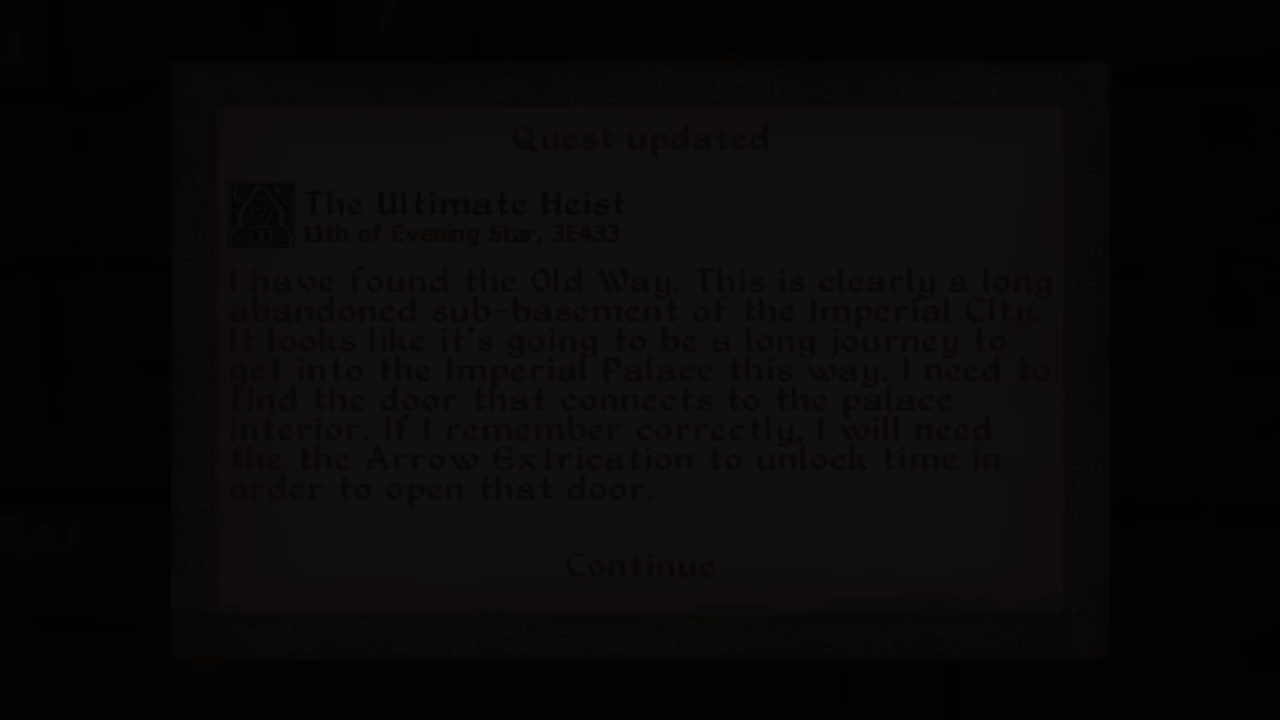 Quest updated
The Ultimate Heist
11th of Evening Star, 3E433
I have found the Old Way. This is clearly a long
abandoned sub-basement of the Imperial City.
It looks like it's going to be a long journey to
get into the Imperial Palace this way. I need to
find the door that connects to the palace
interior. If I remember correctly, I will need
the the Arrow Extrication to unlock time in
order to open that door.
Continue